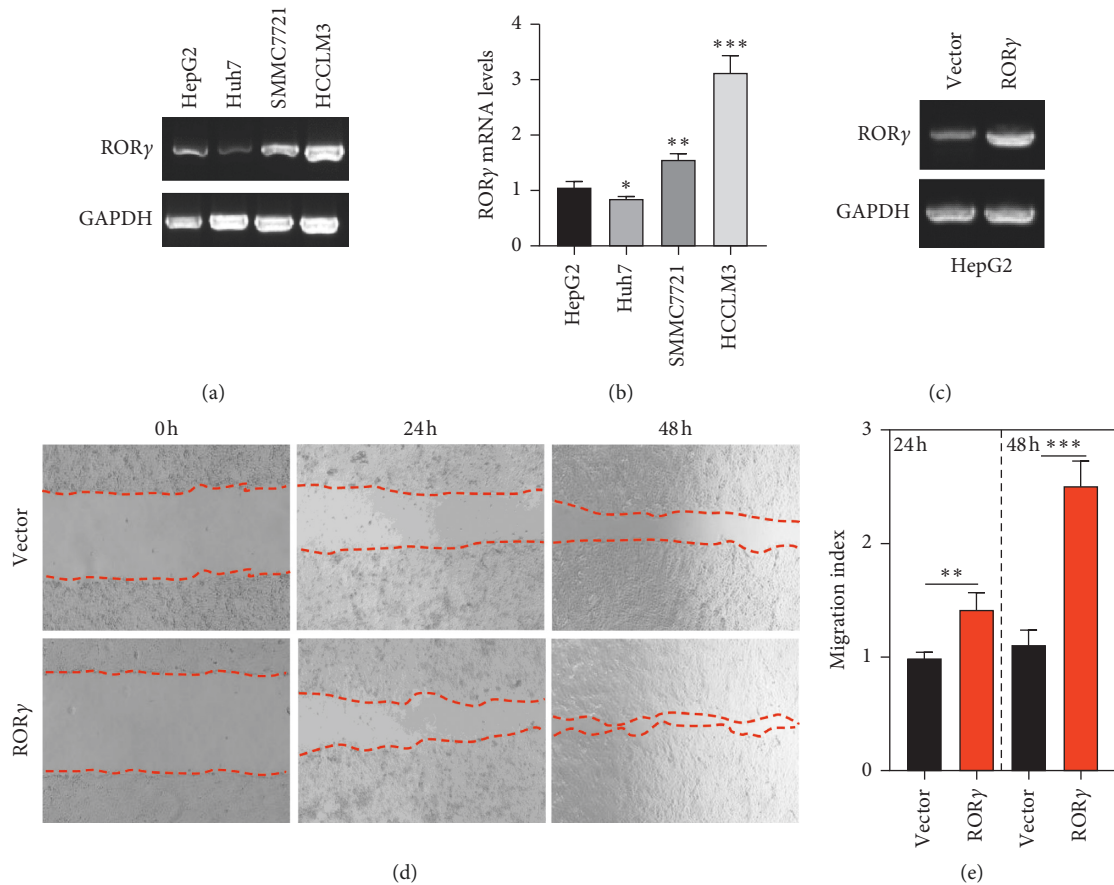 HepG2
Huh7
SMMC7721
HCCLM3
RORγ
GAPDH
(a)
RORγ mRNA levels
4
3
2
1
0
*
**
***
HepG2
Huh7
SMMC7721
HCCLM3
(b)
Vector
RORγ
RORγ
GAPDH
HepG2
(c)
0 h
24 h
48 h
Vector
RORγ
(d)
Migration index
3
2
1
0
24 h
48 h
**
***
Vector
RORγ
Vector
RORγ
(e)